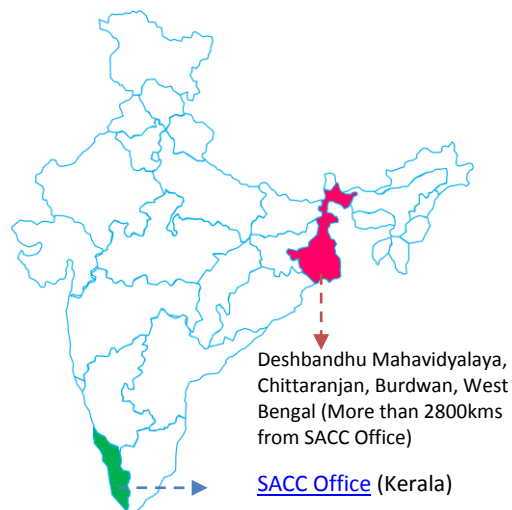 Deshbandhu Mahavidyalaya,
Chittaranjan, Burdwan, West
Bengal (More than 2800kms
from SACC Office)
SACC Office (Kerala)